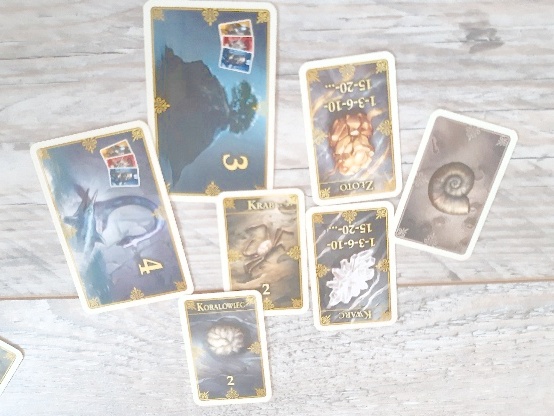 3
15-20-...
1-3-6-10-
ZŁOTO
4
KRAB
2
15-20-...
1-3-6-10-
KWARC
KORALOWIEC
2